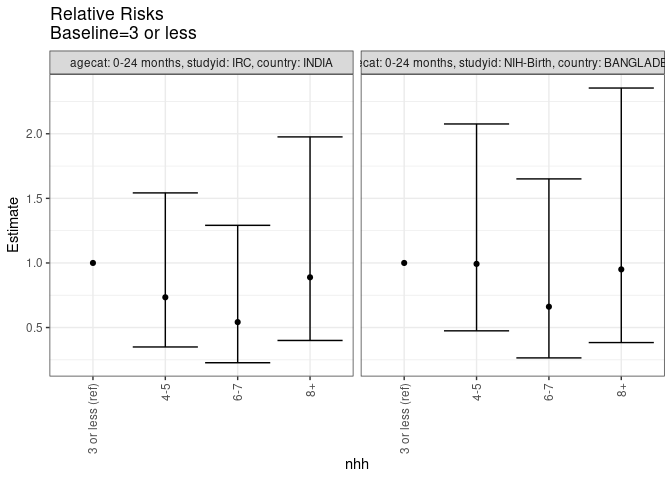 Relative Risks
Baseline=3 or less
agecat: 0-24 months, studyid: IRC, country: INDIA
cat: 0-24 months, studyid: NIH-Birth, country: BANGLADE
Estimate
2.0
1.5
1.0
0.5
3 or less (ref)
4-5
6-7
8+
3 or less (ref)
4-5
6-7
8+
nhh